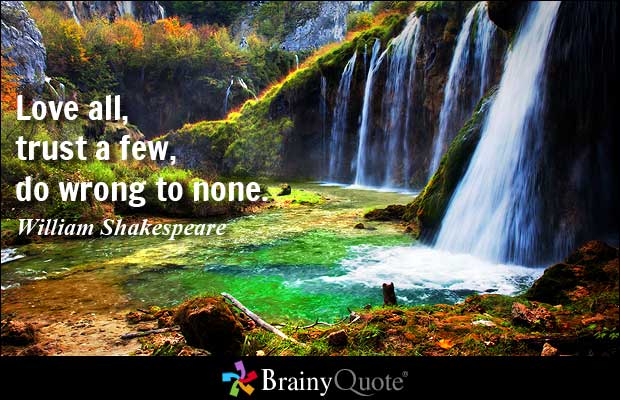 Love all,
trust a few,
do wrong to none.
William Shakespeare
BrainyQuote®